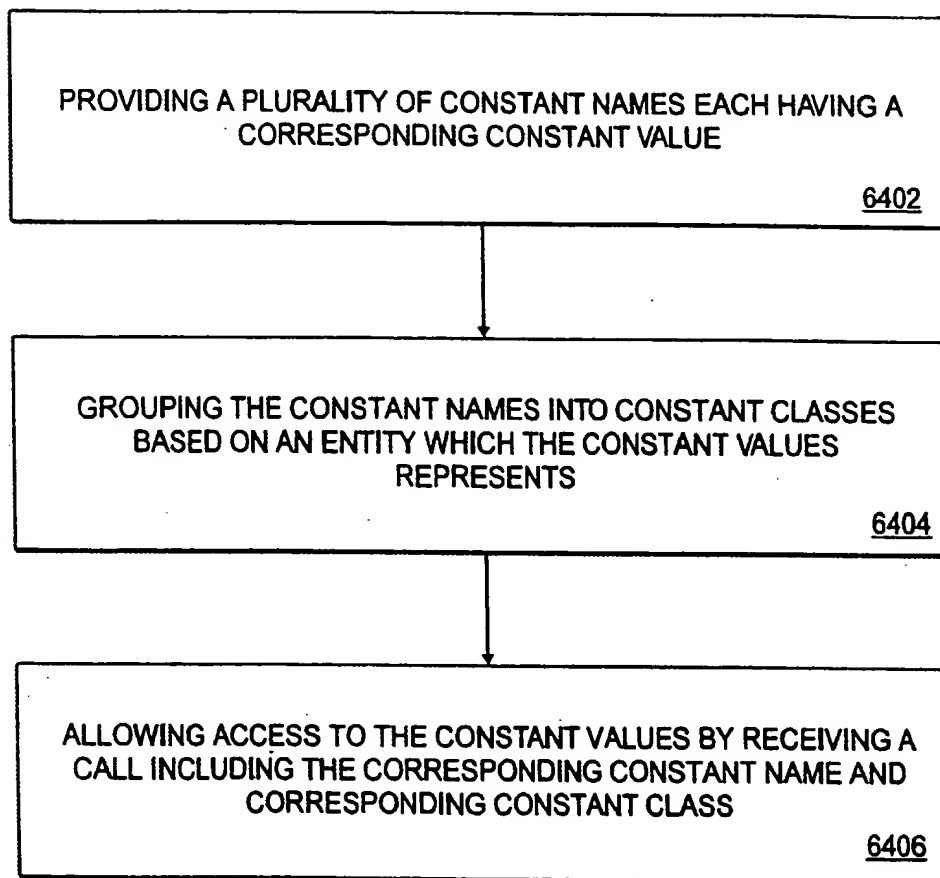 PROVIDING A PLURALITY OF CONSTANT NAMES EACH HAVING A
CORRESPONDING CONSTANT VALUE
6402
GROUPING THE CONSTANT NAMES INTO CONSTANT CLASSES
BASED ON AN ENTITY WHICH THE CONSTANT VALUES
REPRESENTS
6404
ALLOWING ACCESS TO THE CONSTANT VALUES BY RECEIVING A
CALL INCLUDING THE CORRESPONDING CONSTANT NAME AND
CORRESPONDING CONSTANT CLASS
6406